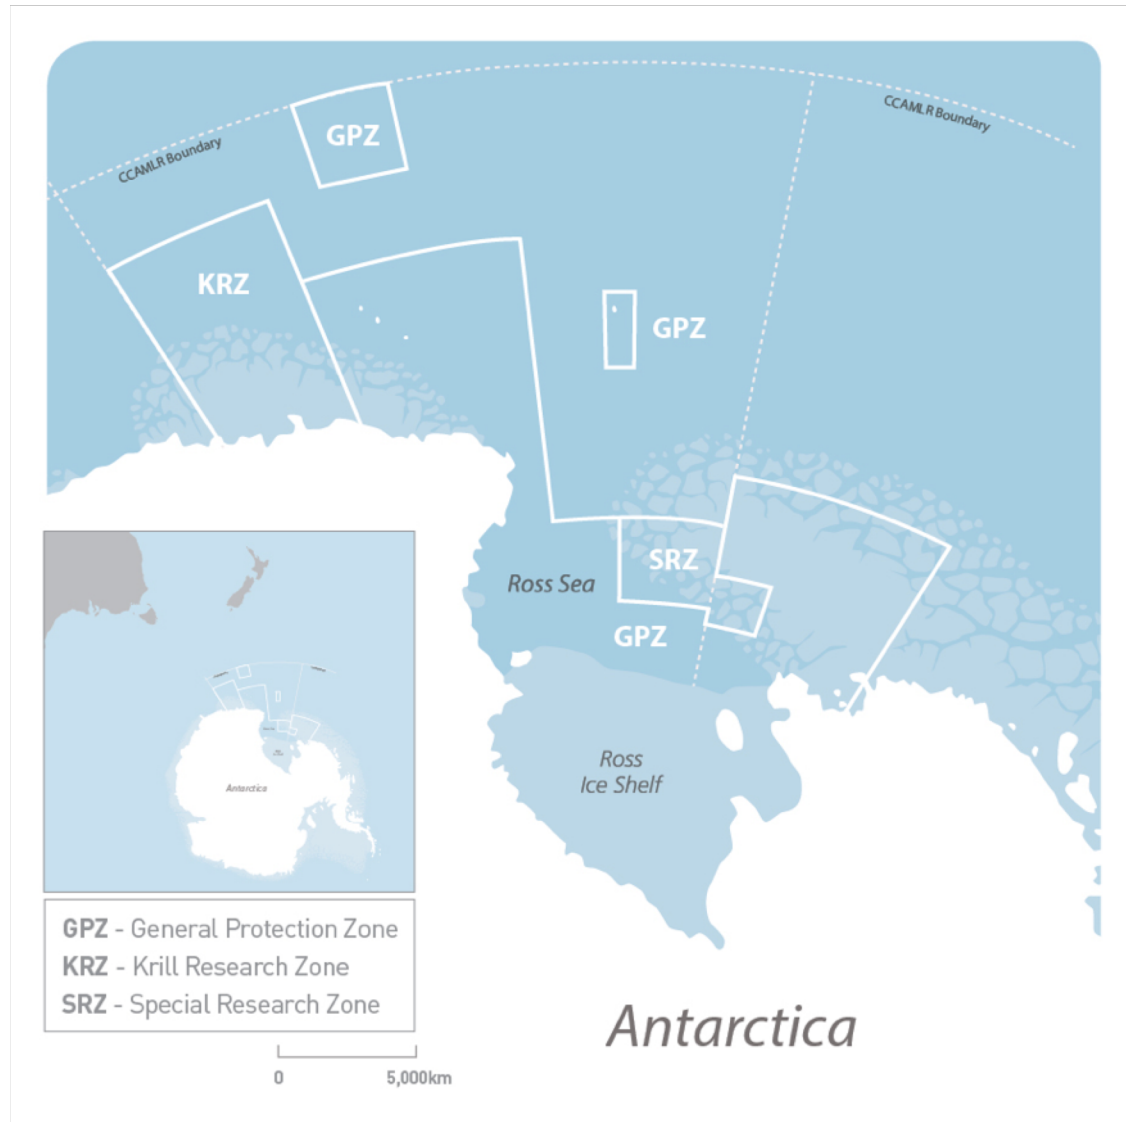 CCAMLR Boundary
GPZ
CCAMLR Boundary
KRZ
GPZ
SRZ
Ross Sea
GPZ
Ross
Ice Shelf
Antarctica
GPZ - General Protection Zone
KRZ - Krill Research Zone
SRZ - Special Research Zone
Antarctica
0 5,000km